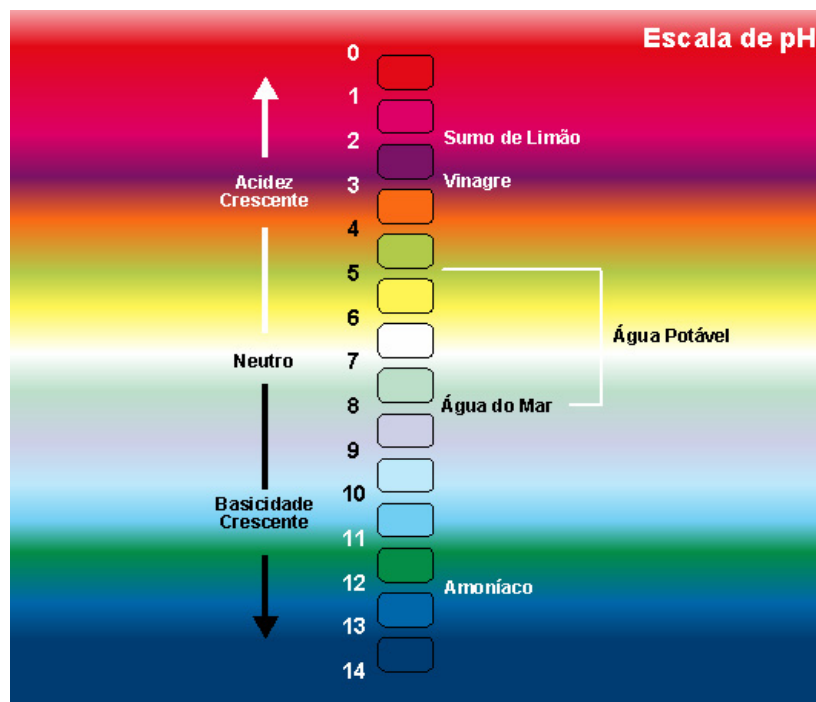 Escala de pH
0
1
2
Sumo de Limão
3
Vinagre
Acidez
Crescente
4
5
6
Água Potável
Neutro
7
8
Água do Mar
9
10
Basicidade
Crescente
11
12
Amoníaco
13
14